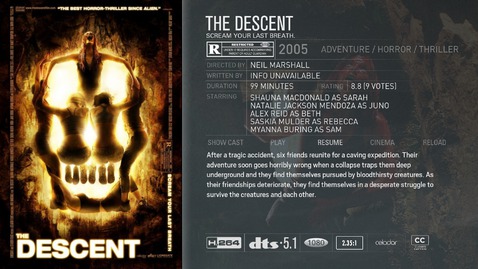 "THE BEST HORROR-THRILLER SINCE ALIEN."
SCREAM YOUR LAST BREATH
THE
DESCENT
THE DESCENT
SCREAM YOUR LAST BREATH.
R RESTRICTED
2005
ADVENTURE / HORROR / THRILLER
DIRECTED BY NEIL MARSHALL
WRITTEN BY INFO UNAVAILABLE
DURATION 99 MINUTES RATING 8.8 (9 VOTES)
STARRING SHAUNA MACDONALD AS SARAH
NATALIE JACKSON MENDOZA AS JUNO
ALEX REID AS BETH
SASKIA MULDER AS REBECCA
MYANNA BURING AS SAM
SHOW CAST PLAY RESUME CINEMA RELOAD
After a tragic accident, six friends reunite for a caving expedition. Their
adventure soon goes horribly wrong when a collapse traps them deep
underground and they find themselves pursued by bloodthirsty creatures. As
their friendships deteriorate, they find themselves in a desperate struggle to
survive the creatures and each other.
H.264 dts 5.1 1080 2.35:1 celador CC